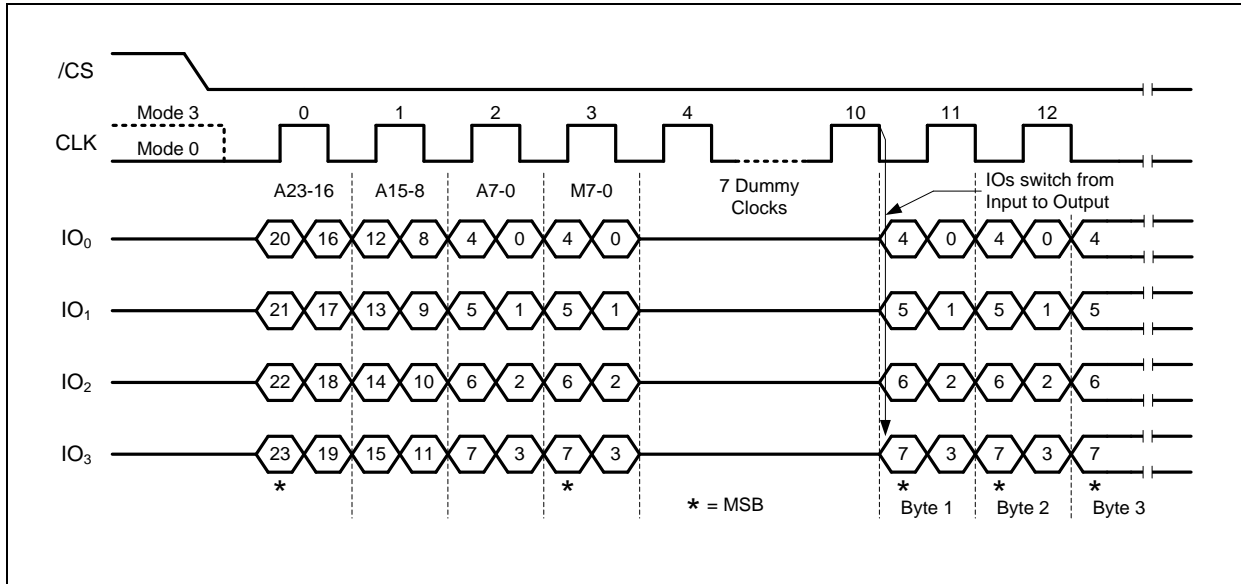 /CS
Mode 3 0 1 2 3 4 10 11 12
CLK
Mode 0
A23-16 A15-8 A7-0 M7-0 7 Dummy
Clocks
IOs switch from
Input to Output
IO0 20 16 12 8 4 0 4 0 4 0 4 0 4
IO1 21 17 13 9 5 1 5 1 5 1 5 1 5
IO2 22 18 14 10 6 2 6 2 6 2 6 2 6
IO3 23 19 15 11 7 3 7 3 7 3 7 3 7
* * * * *
* = MSB Byte 1 Byte 2 Byte 3